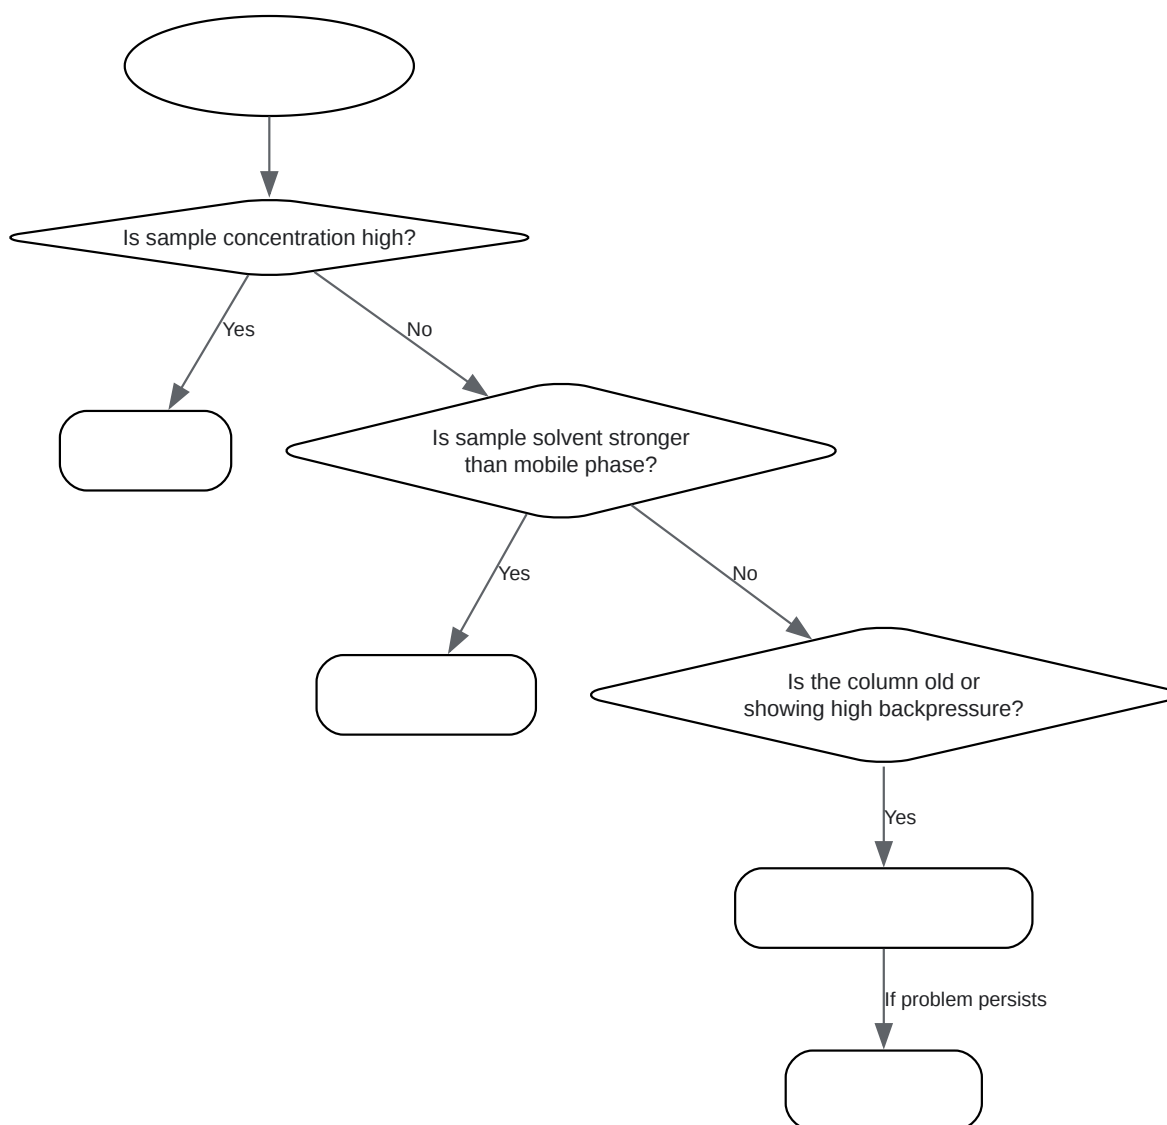 Is sample concentration high?
Yes
No
Is sample solvent stronger
than mobile phase?
Yes
No
Is the column old or
showing high backpressure?
Yes
If problem persists